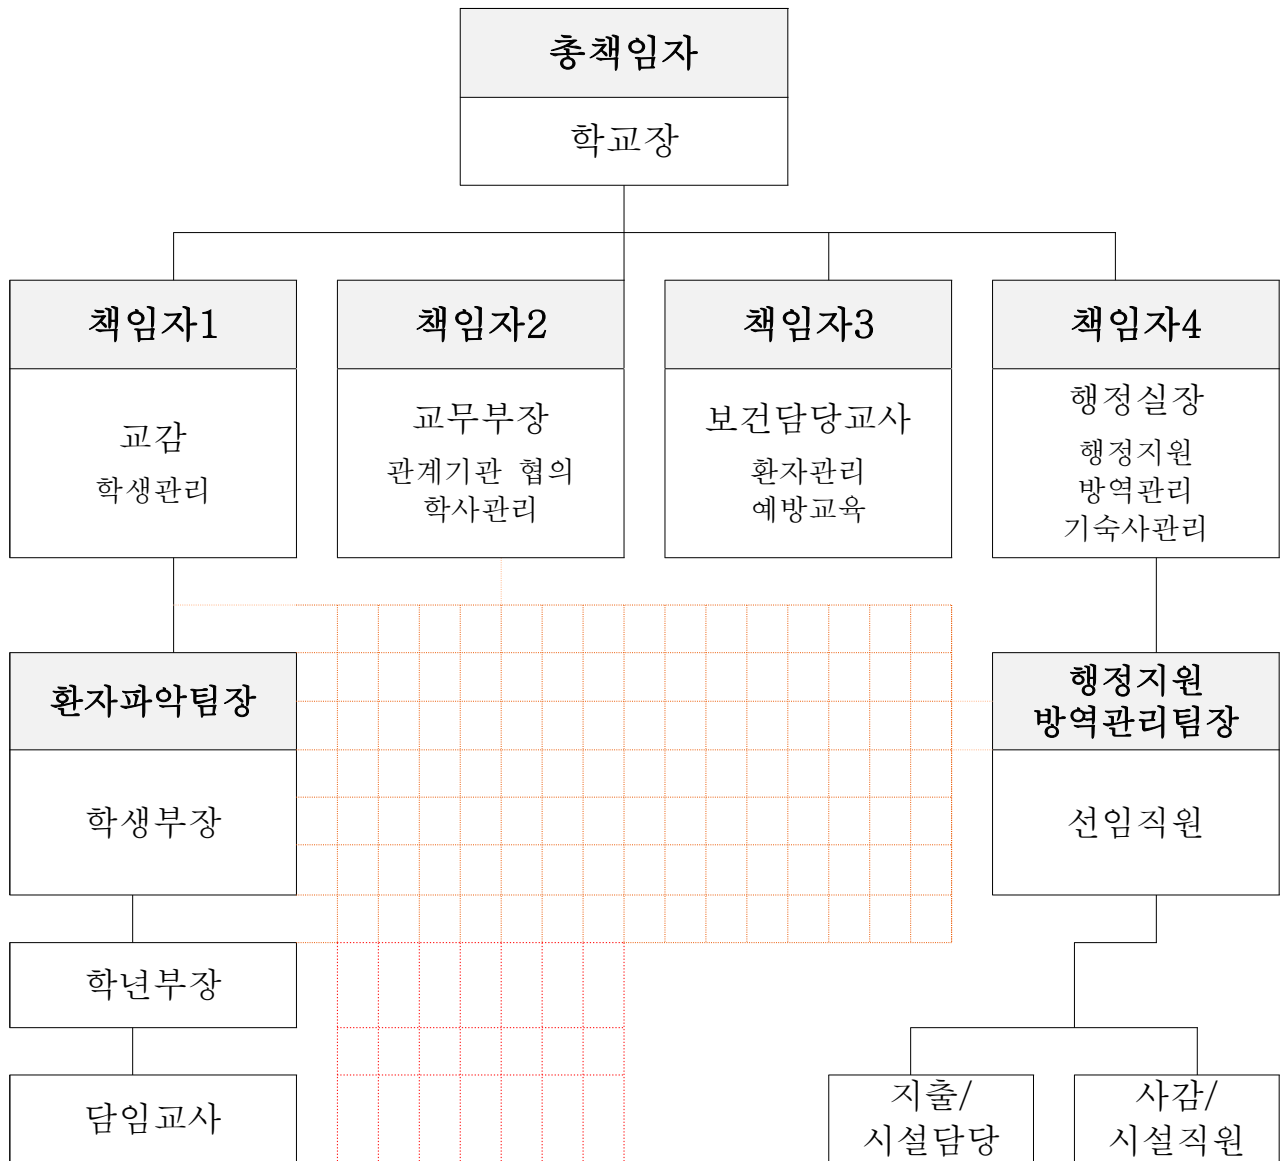 총책임자
학교장
책임자1
교감
학생관리
책임자2
교무부장
관계기관 협의
학사관리
책임자3
보건담당교사
환자관리
예방교육
책임자4
행정실장
행정지원
방역관리
기숙사관리
환자파악팀장
학생부장
행정지원
방역관리팀장
선임직원
학년부장
담임교사
지출/
시설담당
사감/
시설직원